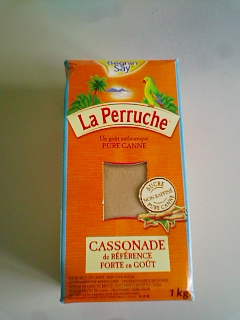 Béghin
Say
La Perruche
Un goût authentique
PURE CANNE
SUCRE
NON RAFFINÉ
PURE CANNE
CASSONADE
de RÉFÉRENCE
FORTE en GOÛT
1 kg